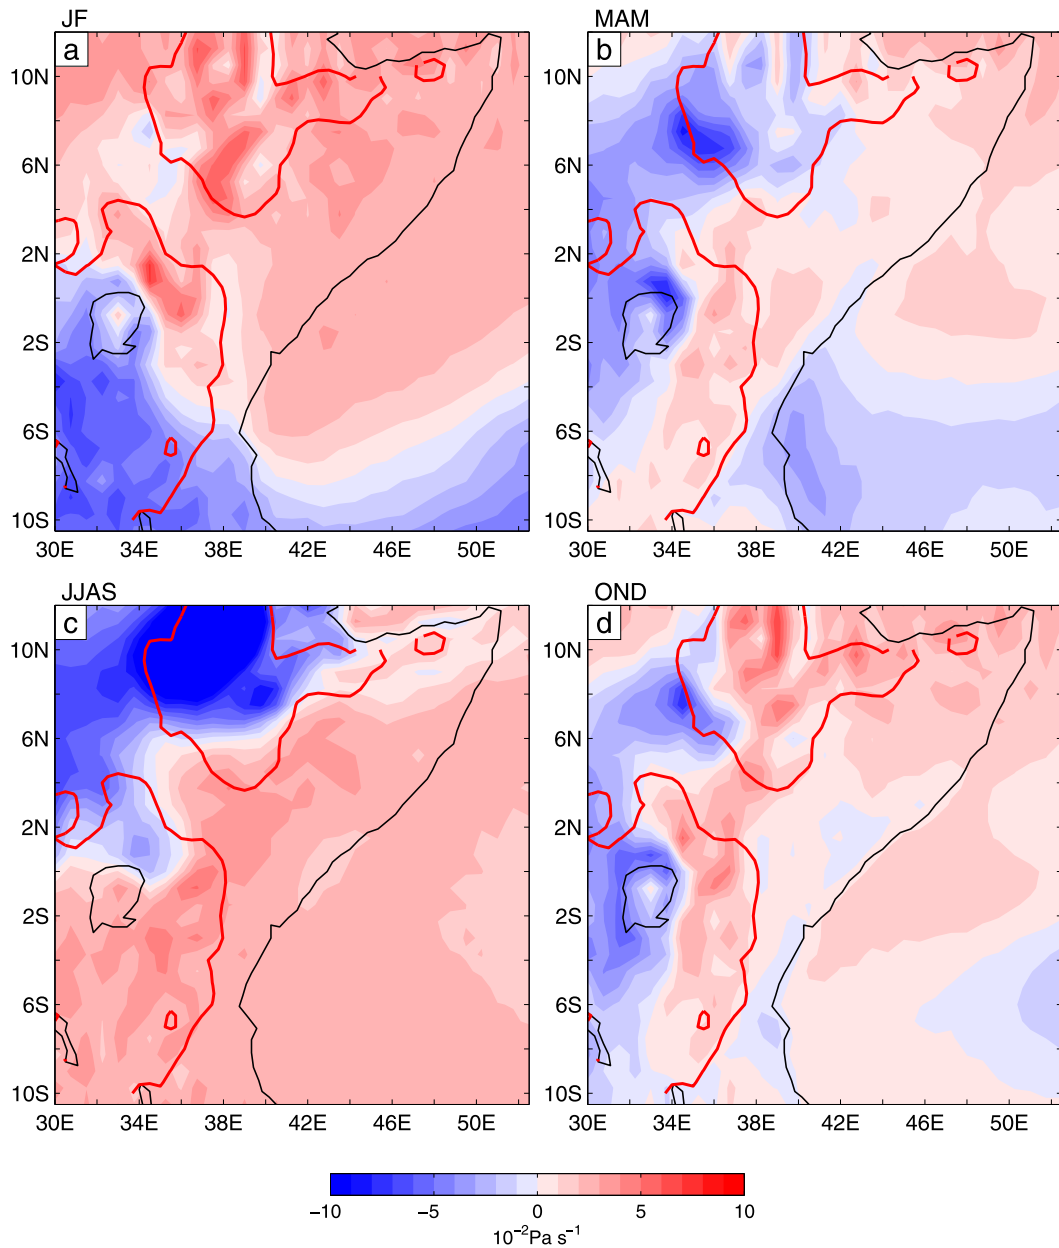 JF
MAM
a
b
10N
6N
2N
2S
6S
10S
10N
6N
2N
2S
6S
10S
30E 34E 38E 42E 46E 50E
30E 34E 38E 42E 46E 50E
JJAS
OND
c
d
10N
6N
2N
2S
6S
10S
10N
6N
2N
2S
6S
10S
30E 34E 38E 42E 46E 50E
30E 34E 38E 42E 46E 50E
−10 −5 0 5 10
10⁻²Pa s⁻¹